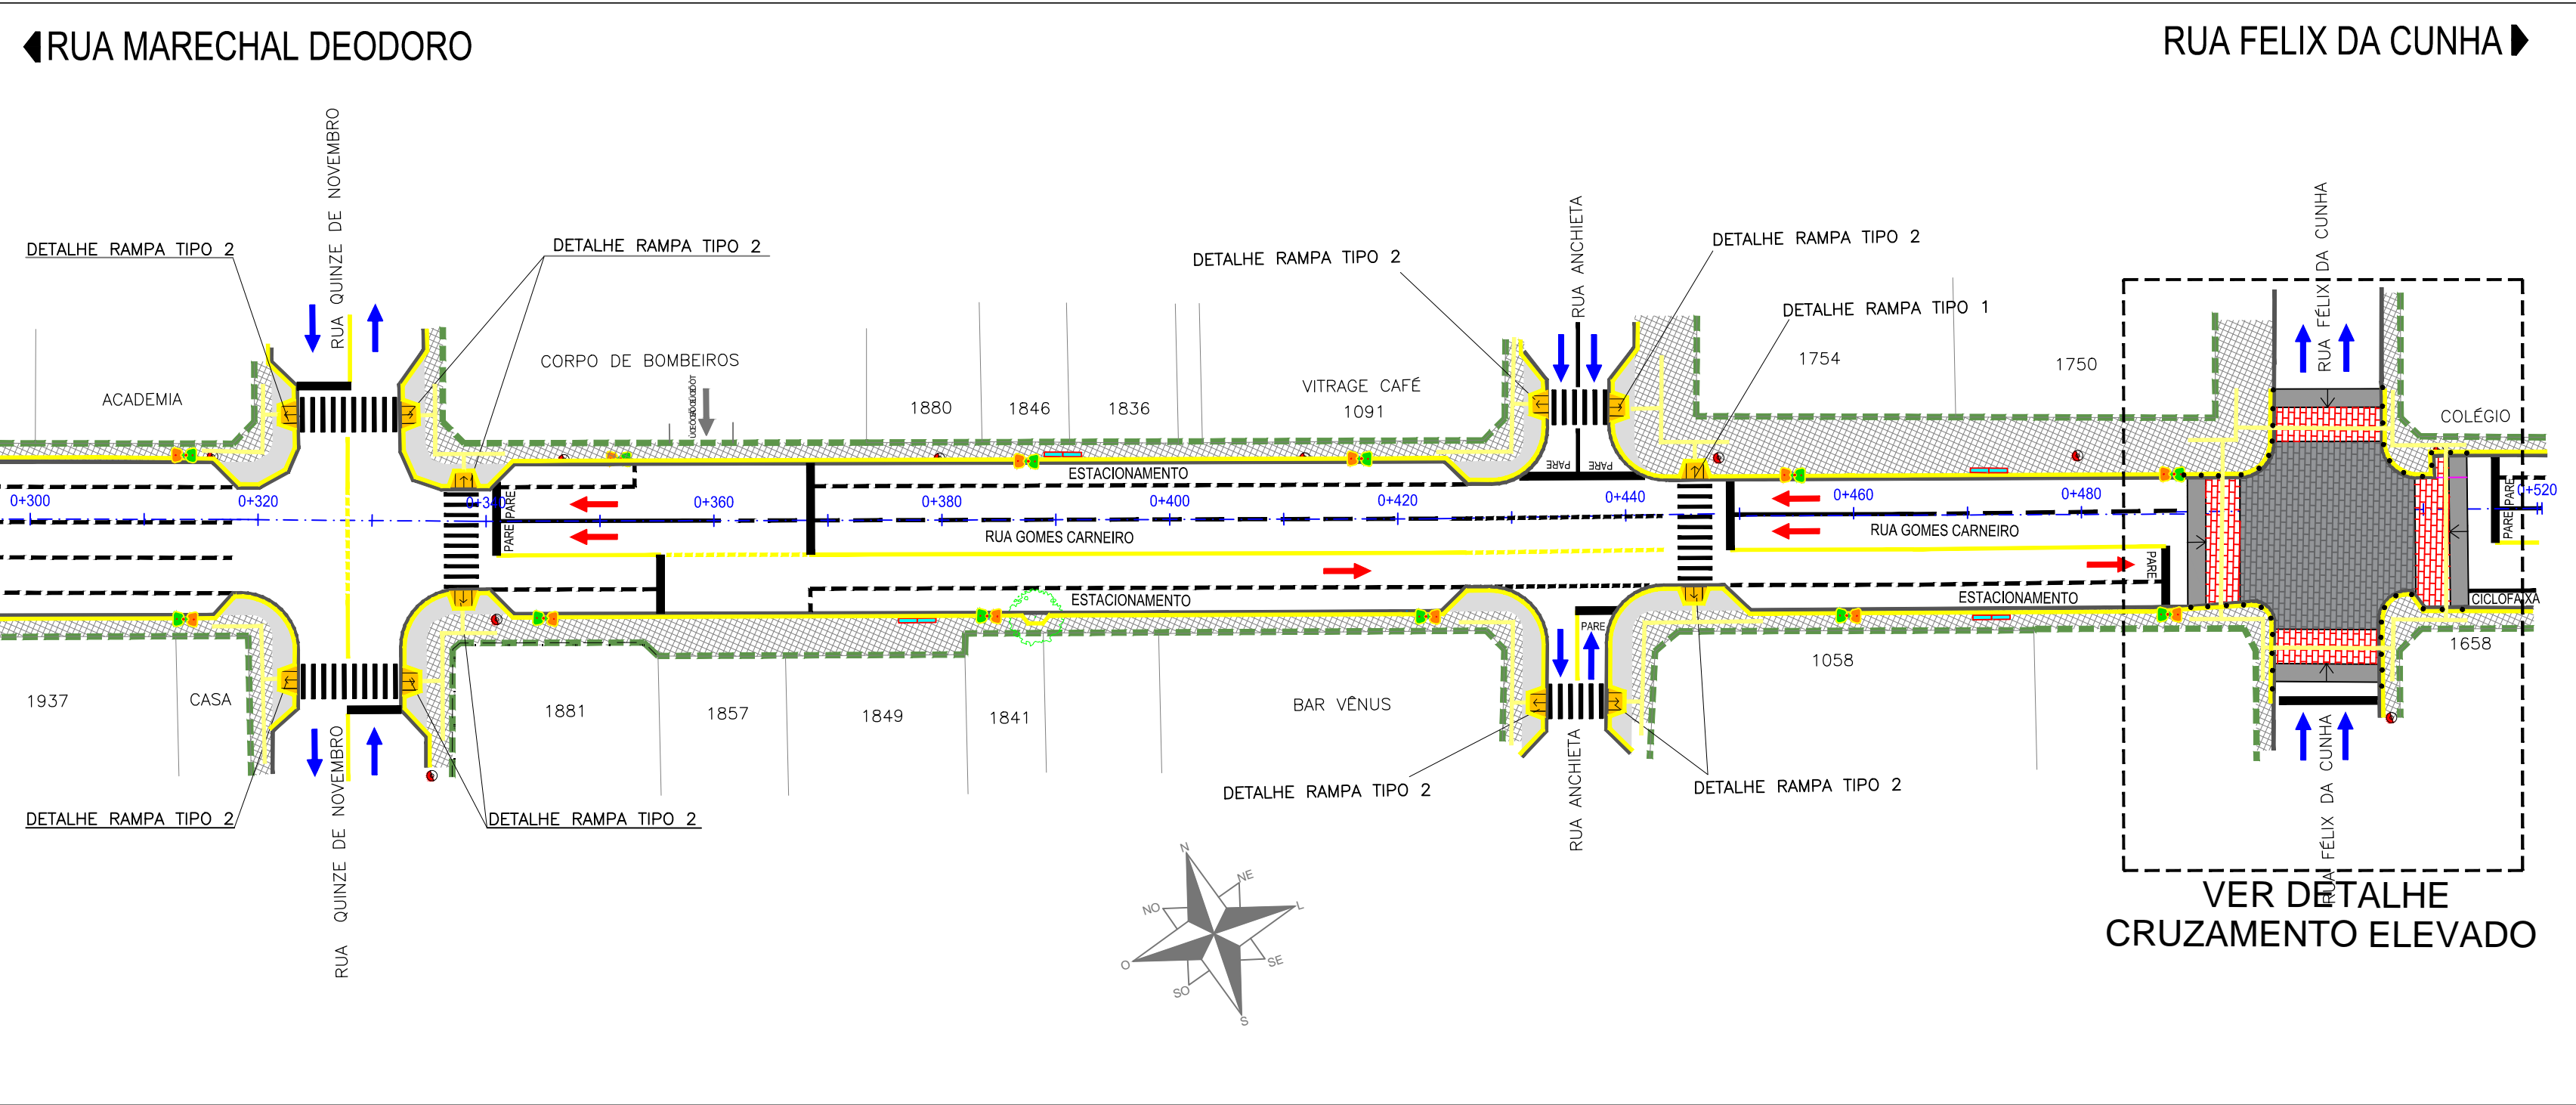 RUA MARECHAL DEODORO
RUA FELIX DA CUNHA
RUA QUINZE DE NOVEMBRO
RUA ANCHIETA
RUA FÉLIX DA CUNHA
DETALHE RAMPA TIPO 2
DETALHE RAMPA TIPO 2
DETALHE RAMPA TIPO 2
DETALHE RAMPA TIPO 2
DETALHE RAMPA TIPO 1
ACADEMIA
CORPO DE BOMBEIROS
1880
1846
1836
VITRAGE CAFÉ
1091
1754
1750
COLÉGIO
ESTACIONAMENTO
PARE
PARE
0+300
0+320
0+340
0+360
0+380
0+400
0+420
0+440
0+460
0+480
0+520
PARE
PARE
PARE
PARE
RUA GOMES CARNEIRO
RUA GOMES CARNEIRO
PARE
ESTACIONAMENTO
ESTACIONAMENTO
CICLOFAIXA
PARE
1937
CASA
1881
1857
1849
1841
BAR VÊNUS
1058
1658
RUA QUINZE DE NOVEMBRO
RUA ANCHIETA
RUA FÉLIX DA CUNHA
DETALHE RAMPA TIPO 2
DETALHE RAMPA TIPO 2
DETALHE RAMPA TIPO 2
DETALHE RAMPA TIPO 2
N
NE
NO
L
O
SE
SO
S
VER DETALHE
CRUZAMENTO ELEVADO